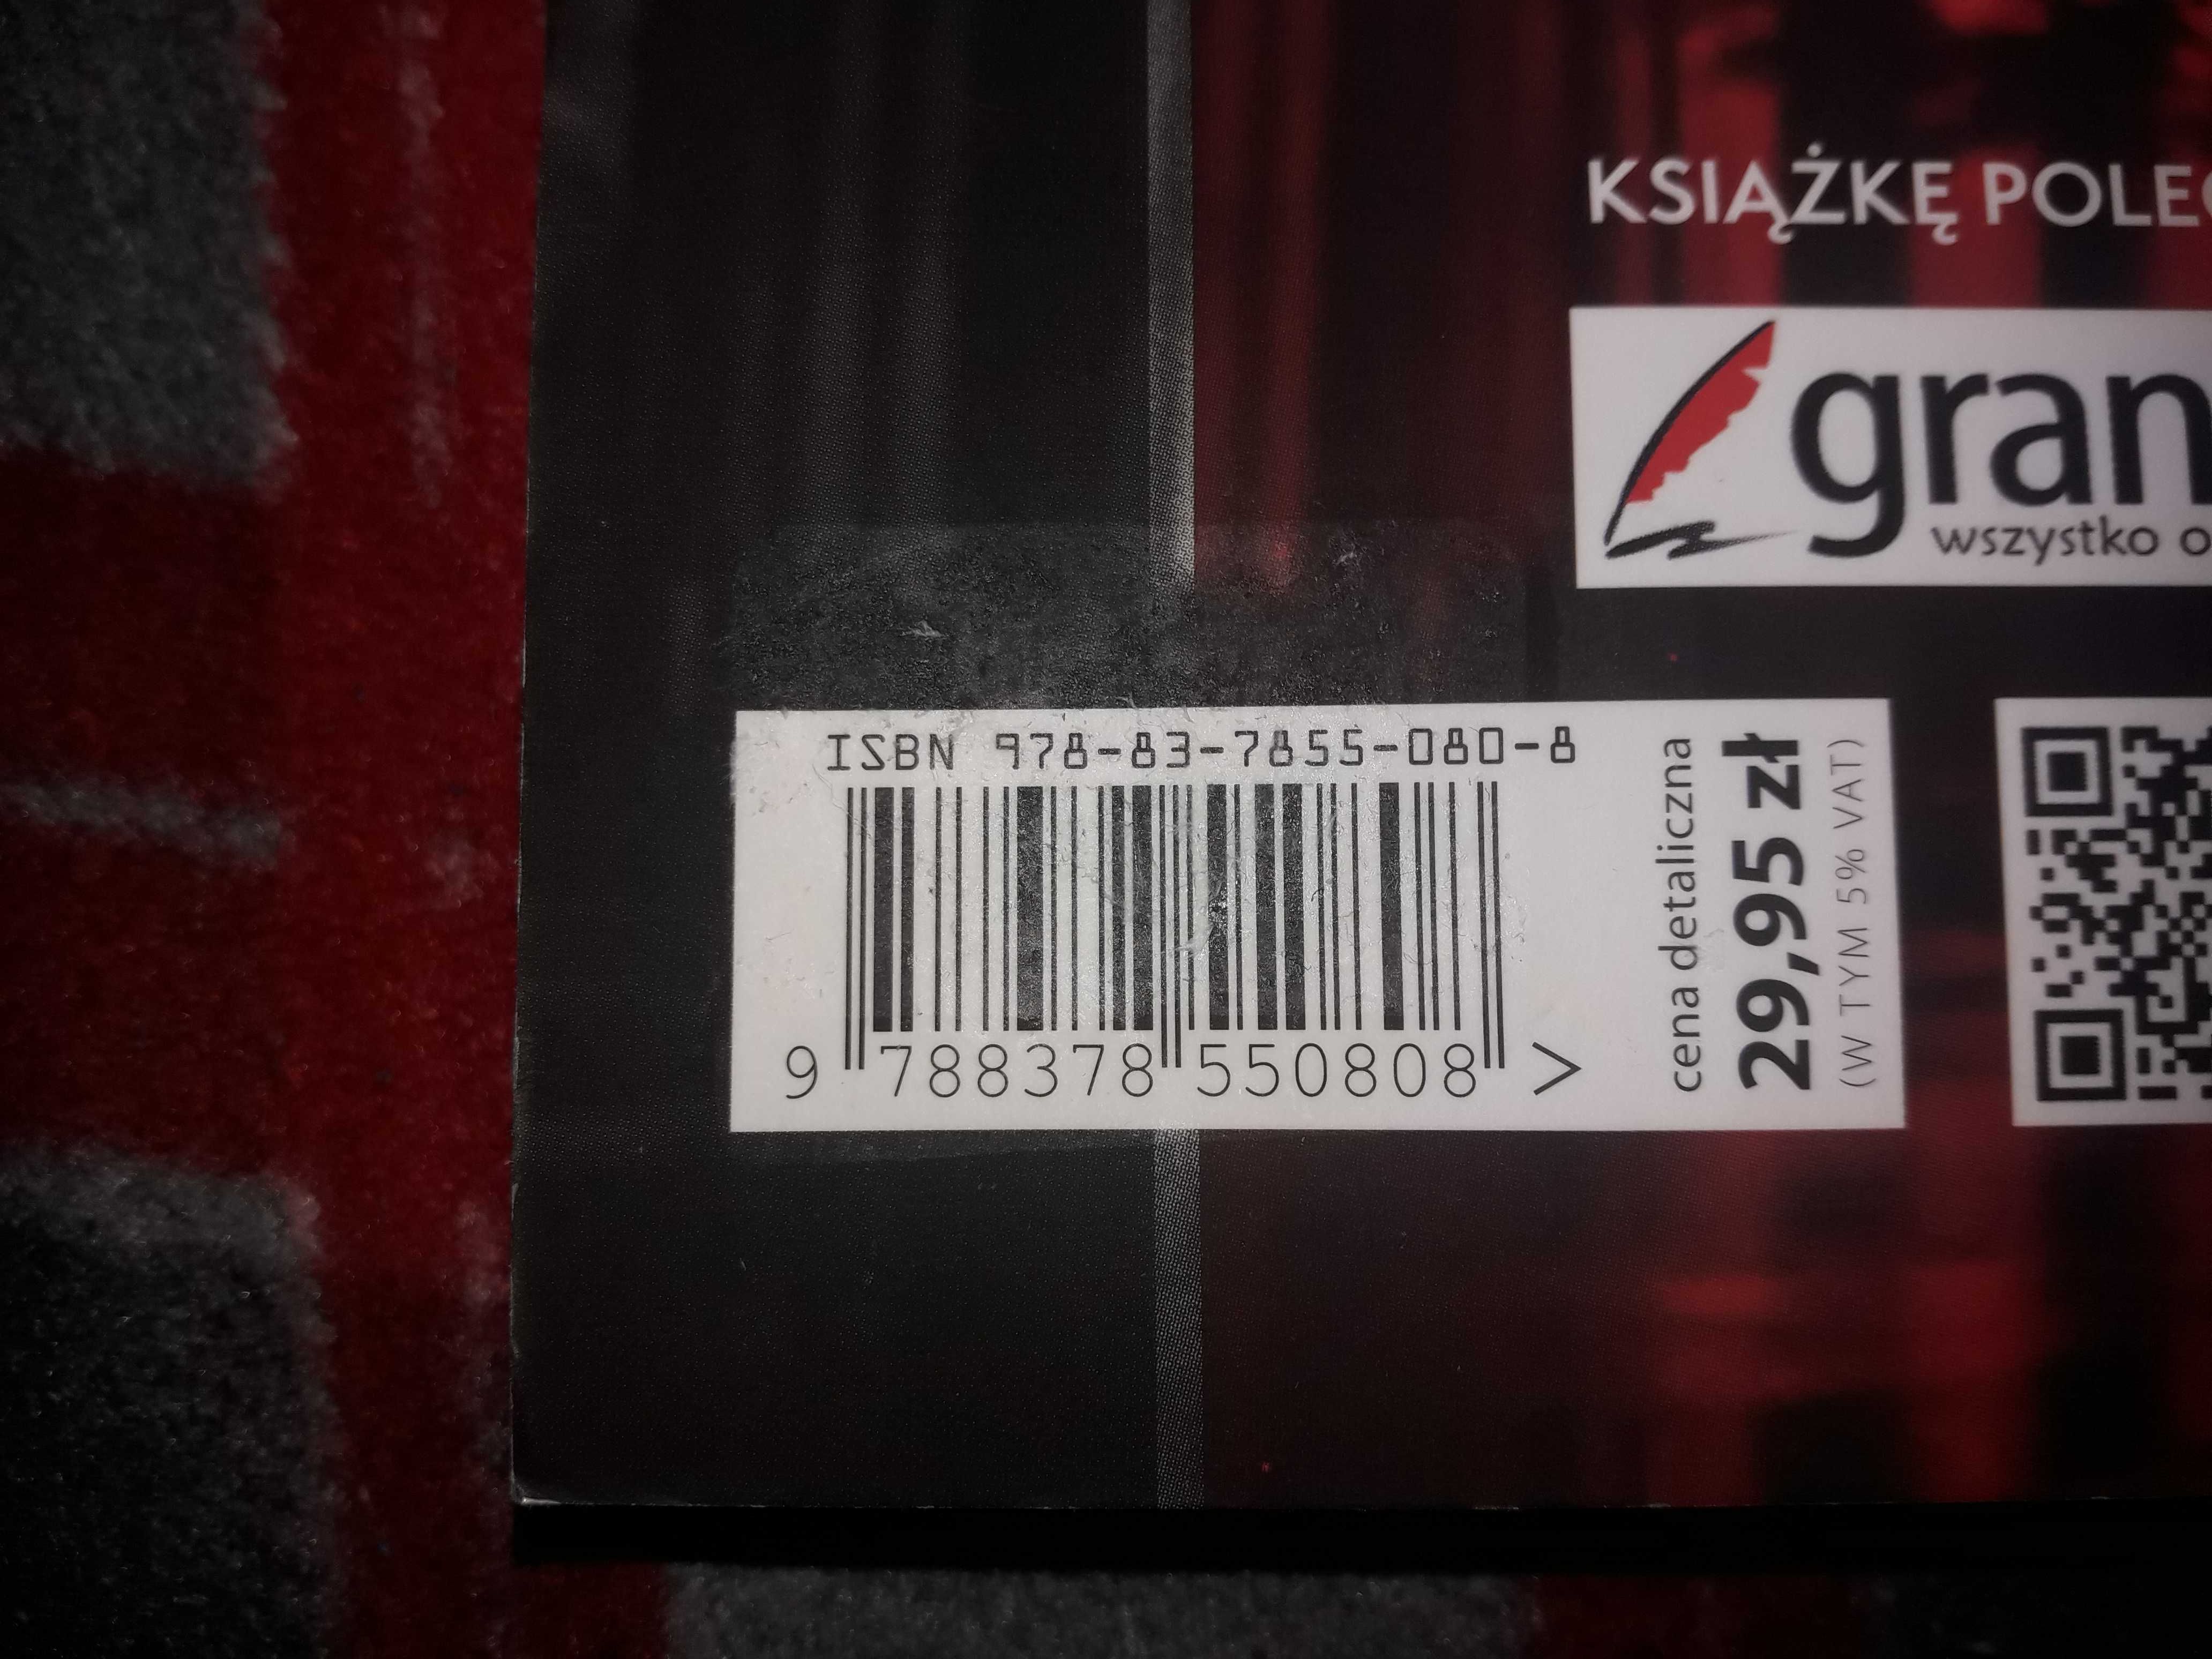 KSIĄŻKĘ POLEC
gran
wszystko o
ISBN 978-83-7855-080-8
9 788378 550808 >
cena detaliczna
29,95 zł
(W TYM 5% VAT)